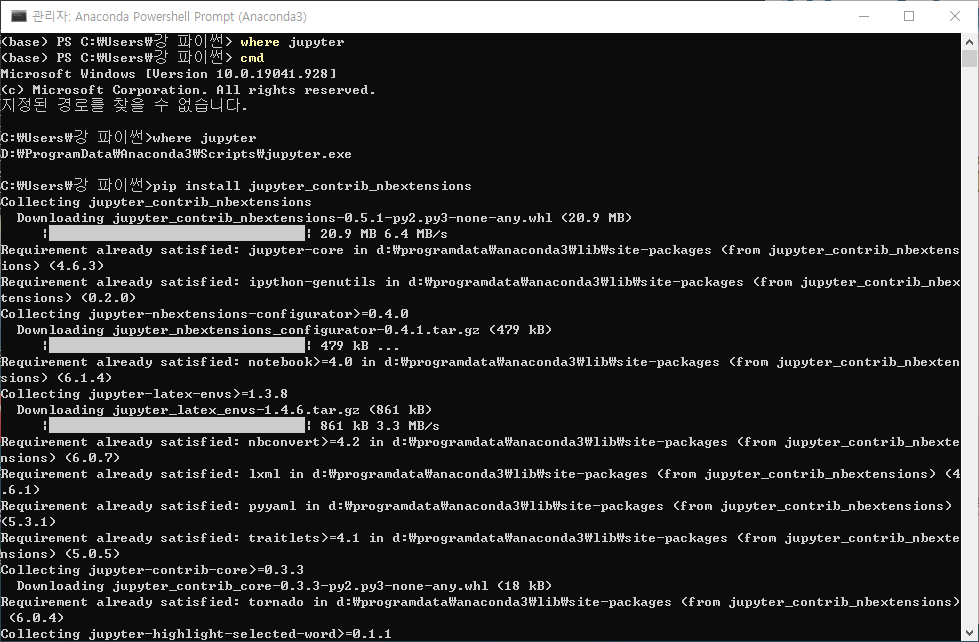 관리자: Anaconda Powershell Prompt (Anaconda3)
(base) PS C:₩Users₩강 파이썬> where jupyter
(base) PS C:₩Users₩강 파이썬> cmd
Microsoft Windows [Version 10.0.19041.928]
(c) Microsoft Corporation. All rights reserved.
지정된 경로를 찾을 수 없습니다.
C:₩Users₩강 파이썬>where jupyter
D:₩ProgramData₩Anaconda3₩Scripts₩jupyter.exe
C:₩Users₩강 파이썬>pip install jupyter_contrib_nbextensions
Collecting jupyter_contrib_nbextensions
Downloading jupyter_contrib_nbextensions-0.5.1-py2.py3-none-any.whl (20.9 MB)
|████████████████████████████████| 20.9 MB 6.4 MB/s
Requirement already satisfied: jupyter-core in d:₩programdata₩anaconda3₩lib₩site-packages (from jupyter_contrib_nbextens
ions) (4.6.3)
Requirement already satisfied: ipython-genutils in d:₩programdata₩anaconda3₩lib₩site-packages (from jupyter_contrib_nbex
tensions) (0.2.0)
Collecting jupyter-nbextensions-configurator>=0.4.0
Downloading jupyter_nbextensions_configurator-0.4.1.tar.gz (479 kB)
|████████████████████████████████| 479 kB ...
Requirement already satisfied: notebook>=4.0 in d:₩programdata₩anaconda3₩lib₩site-packages (from jupyter_contrib_nbexten
sions) (6.1.4)
Collecting jupyter-latex-envs>=1.3.8
Downloading jupyter_latex_envs-1.4.6.tar.gz (861 kB)
|████████████████████████████████| 861 kB 3.3 MB/s
Requirement already satisfied: nbconvert>=4.2 in d:₩programdata₩anaconda3₩lib₩site-packages (from jupyter_contrib_nbexte
nsions) (6.0.7)
Requirement already satisfied: lxml in d:₩programdata₩anaconda3₩lib₩site-packages (from jupyter_contrib_nbextensions) (4
.6.1)
Requirement already satisfied: pyyaml in d:₩programdata₩anaconda3₩lib₩site-packages (from jupyter_contrib_nbextensions)
(5.3.1)
Requirement already satisfied: traitlets>=4.1 in d:₩programdata₩anaconda3₩lib₩site-packages (from jupyter_contrib_nbexte
nsions) (5.0.5)
Collecting jupyter-contrib-core>=0.3.3
Downloading jupyter_contrib_core-0.3.3-py2.py3-none-any.whl (18 kB)
Requirement already satisfied: tornado in d:₩programdata₩anaconda3₩lib₩site-packages (from jupyter_contrib_nbextensions)
(6.0.4)
Collecting jupyter-highlight-selected-word>=0.1.1